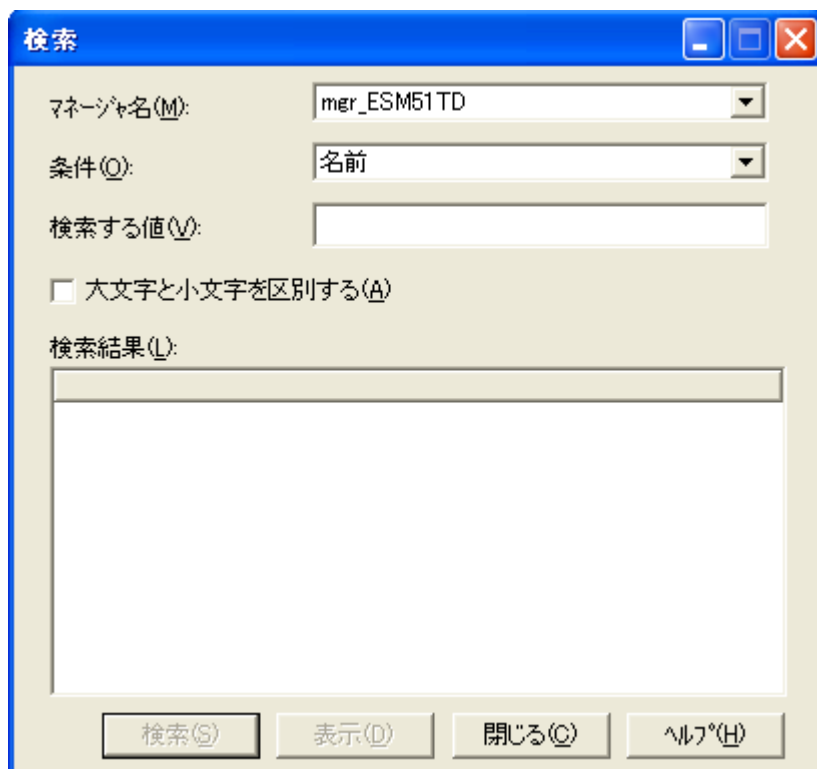 検索
マネージャ名(M):
mgr_ESM51TD
条件(O):
名前
検索する値(V):
大文字と小文字を区別する(A)
検索結果(L):
検索(S) 表示(D) 閉じる(C) ヘルプ(H)